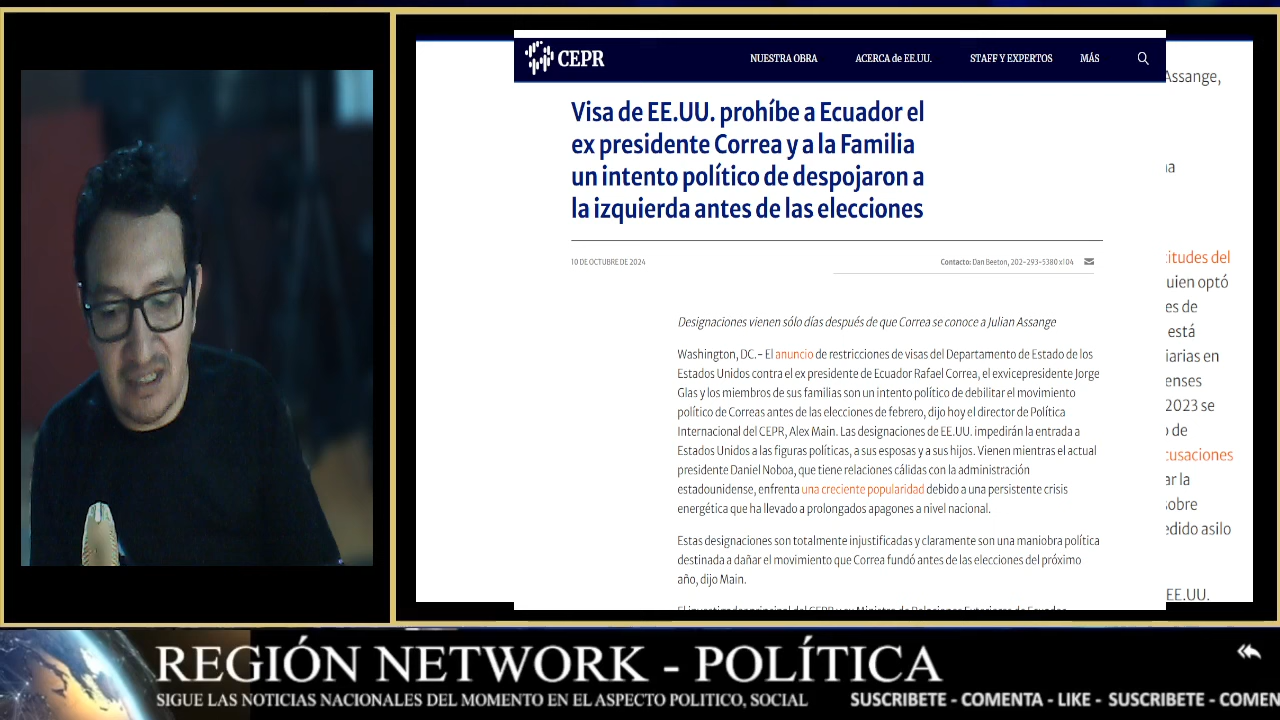 CEPR
NUESTRA OBRA
ACERCA de EE.UU.
STAFF Y EXPERTOS
MÁS
Visa de EE.UU. prohíbe a Ecuador el
ex presidente Correa y a la Familia
un intento político de despojaron a
la izquierda antes de las elecciones
10 DE OCTUBRE DE 2024
Contacto: Dan Beeton, 202-293-5380 x104
Designaciones vienen sólo días después de que Correa se conoce a Julian Assange
Washington, DC.- El anuncio de restricciones de visas del Departamento de Estado de los
Estados Unidos contra el ex presidente de Ecuador Rafael Correa, el exvicepresidente Jorge
Glas y los miembros de sus familias son un intento político de debilitar el movimiento
político de Correas antes de las elecciones de febrero, dijo hoy el director de Política
Internacional del CEPR, Alex Main. Las designaciones de EE.UU. impedirán la entrada a
Estados Unidos a las figuras políticas, a sus esposas y a sus hijos. Vienen mientras el actual
presidente Daniel Noboa, que tiene relaciones cálidas con la administración
estadounidense, enfrenta una creciente popularidad debido a una persistente crisis
energética que ha llevado a prolongados apagones a nivel nacional.
Estas designaciones son totalmente injustificadas y claramente son una maniobra política
destinada a dañar el movimiento que Correa fundó antes de las elecciones del próximo
año, dijo Main.
Assange,
na
citudes del
uien optó
es de
está
iarias en
enses
2023 se
o de
cusaciones
ar la
sobre
edido asilo
EE.UU.
REGIÓN NETWORK - POLÍTICA
SIGUE LAS NOTICIAS NACIONALES DEL MOMENTO EN EL ASPECTO POLITICO, SOCIAL
SUSCRIBETE - COMENTA - LIKE - SUSCRIBETE - COMEN